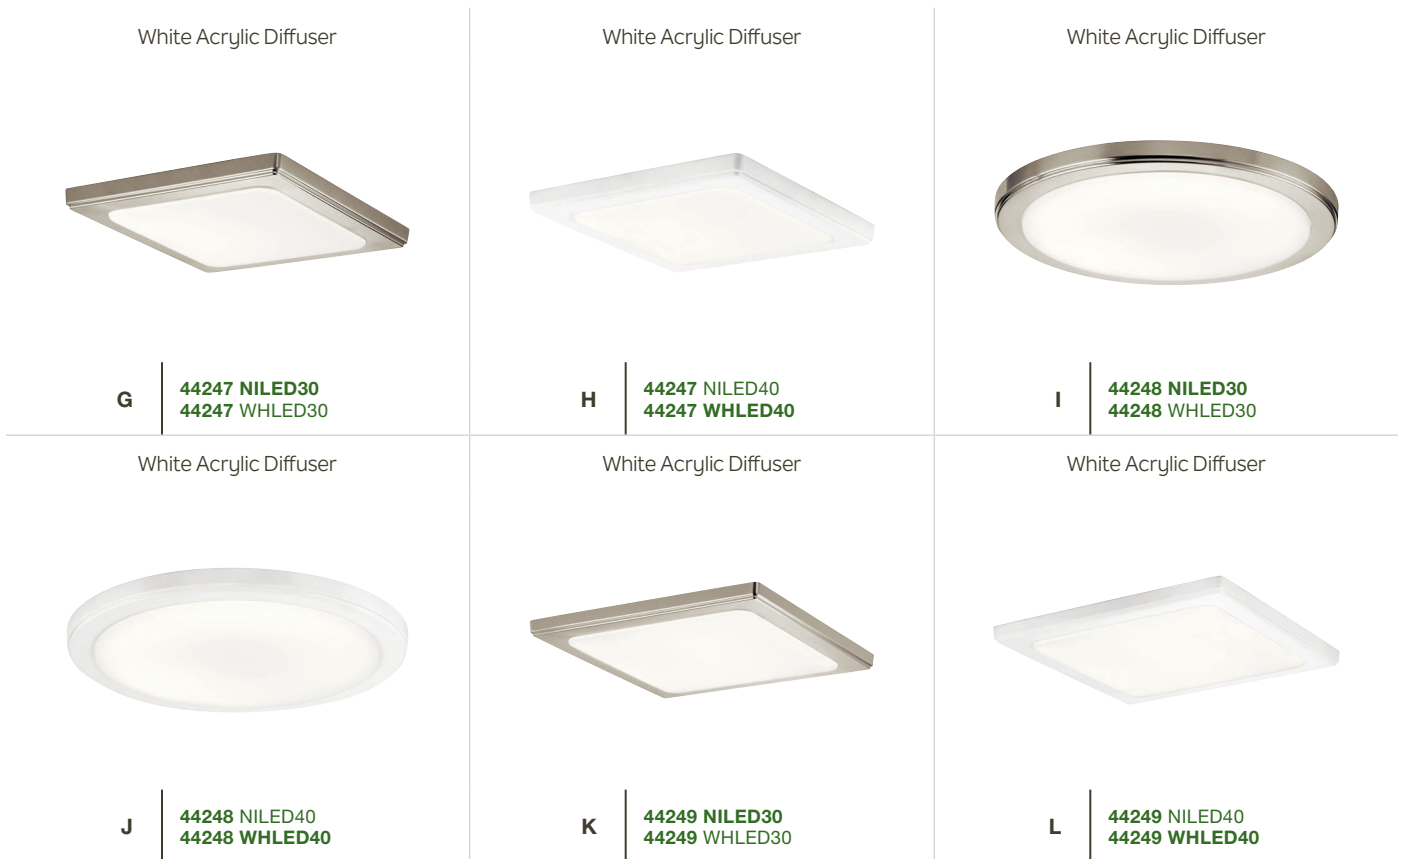 White Acrylic Diffuser
G
44247 NILED30
44247 WHLED30
White Acrylic Diffuser
H
44247 NILED40
44247 WHLED40
White Acrylic Diffuser
I
44248 NILED30
44248 WHLED30
White Acrylic Diffuser
J
44248 NILED40
44248 WHLED40
White Acrylic Diffuser
K
44249 NILED30
44249 WHLED30
White Acrylic Diffuser
L
44249 NILED40
44249 WHLED40